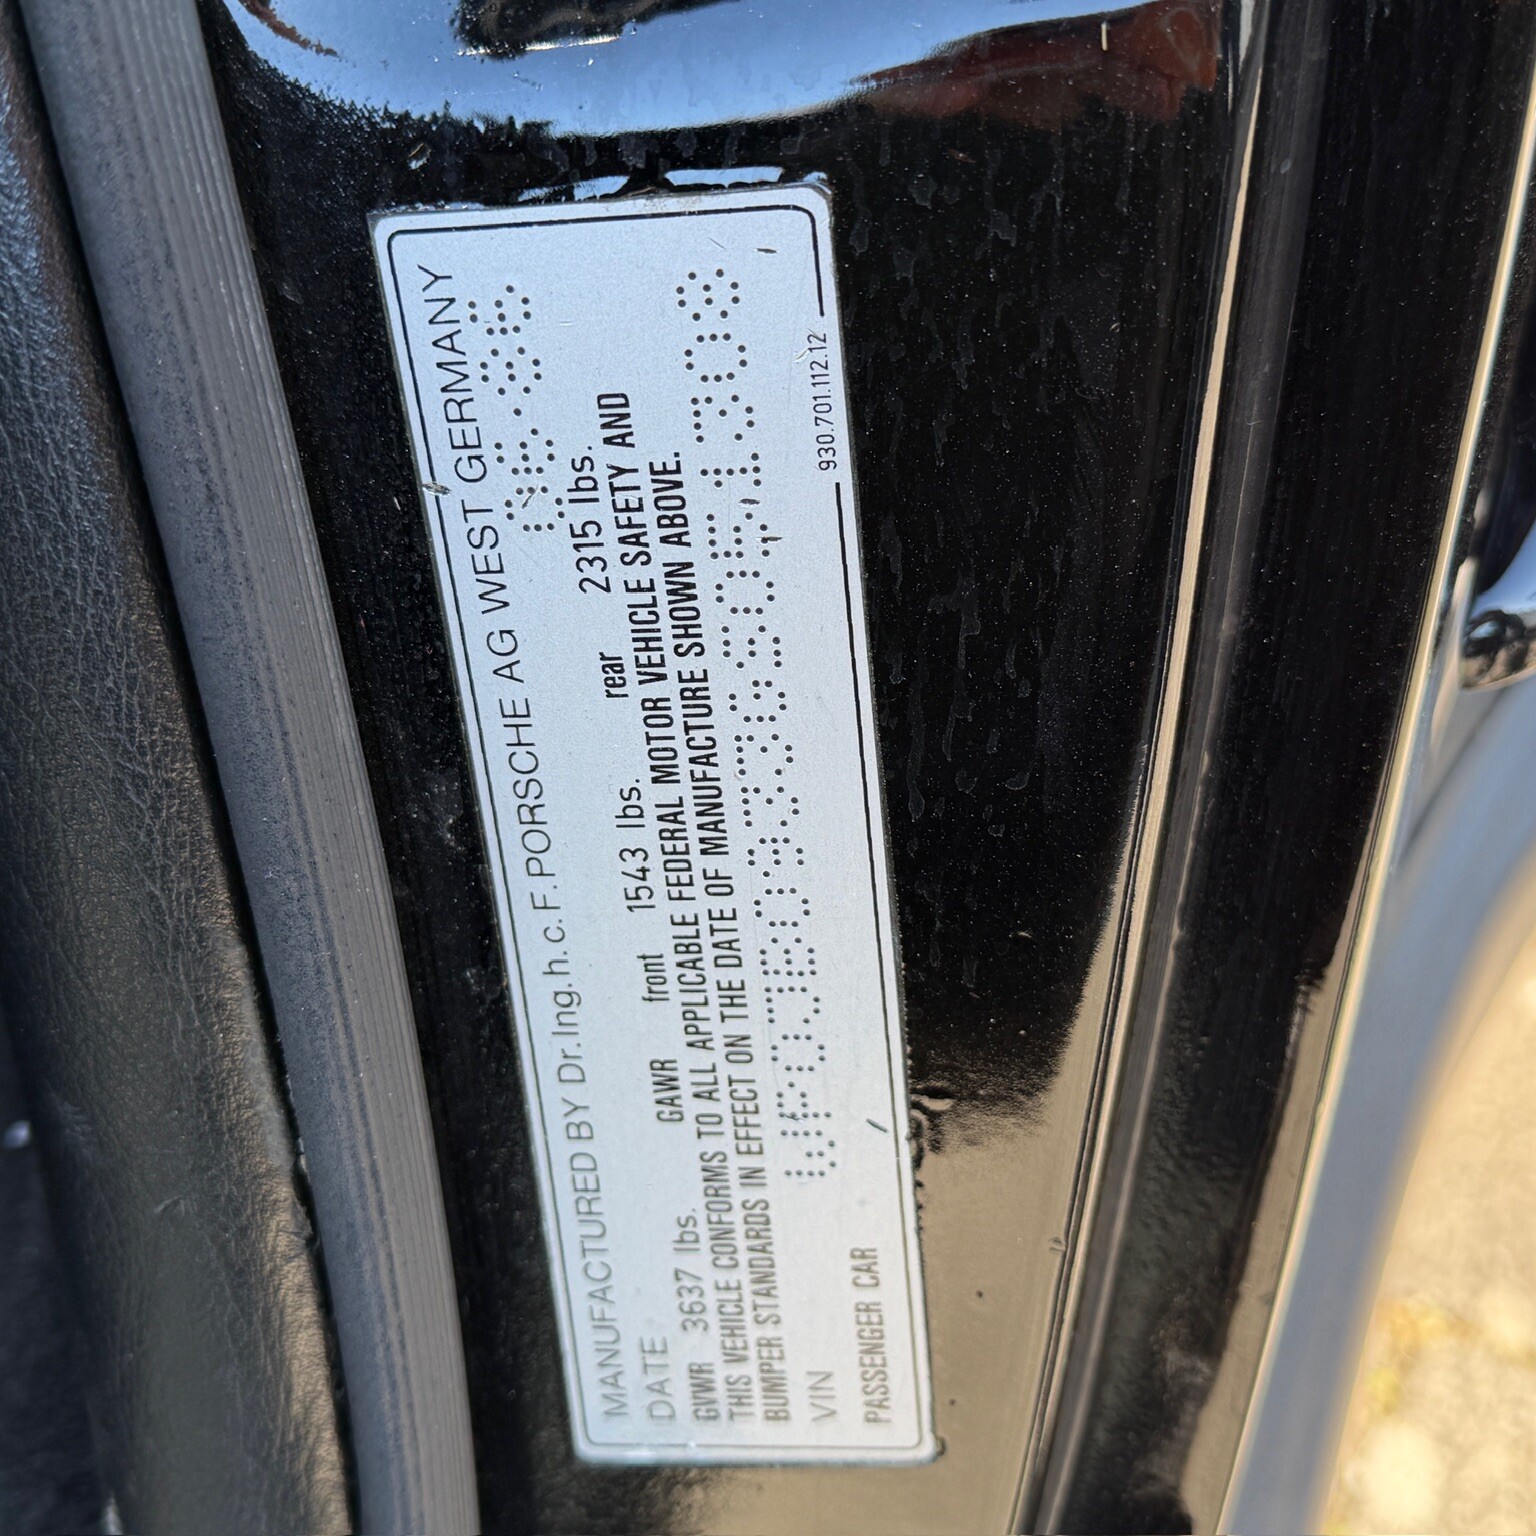 MANUFACTURED BY Dr. Ing. h. c. F. PORSCHE AG WEST GERMANY
DATE
GVWR 3637 lbs. GAWR front 1543 lbs. rear 2315 lbs.
THIS VEHICLE CONFORMS TO ALL APPLICABLE FEDERAL MOTOR VEHICLE SAFETY AND
BUMPER STANDARDS IN EFFECT ON THE DATE OF MANUFACTURE SHOWN ABOVE.
VIN WP0JB0933GS051308
PASSENGER CAR
930.701.112.12